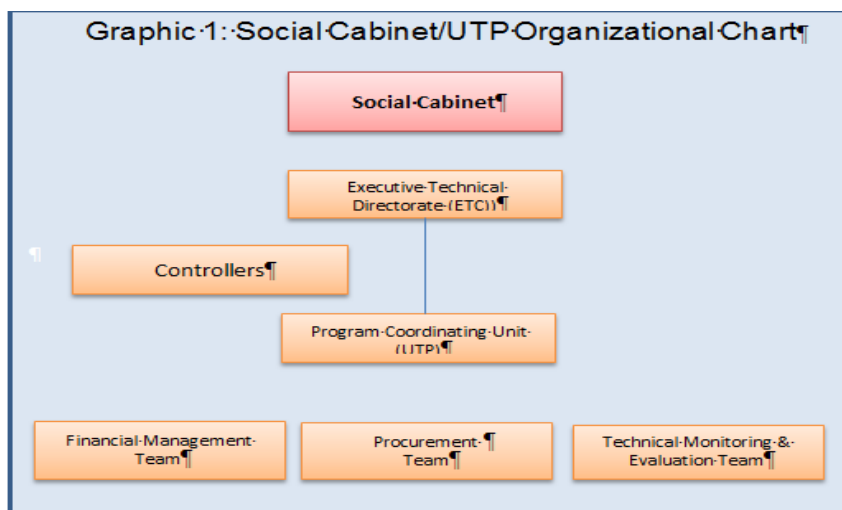 Graphic·1:·Social·Cabinet/UTP·Organizational·Chart¶
Social·Cabinet¶
Executive·Technical·
Directorate·(ETC))¶
¶
Controllers¶
Program·Coordinating·Unit·
(UTP)¶
Financial·Management·
Team¶
Procurement·¶
Team¶
Technical·Monitoring·&·
Evaluation·Team¶